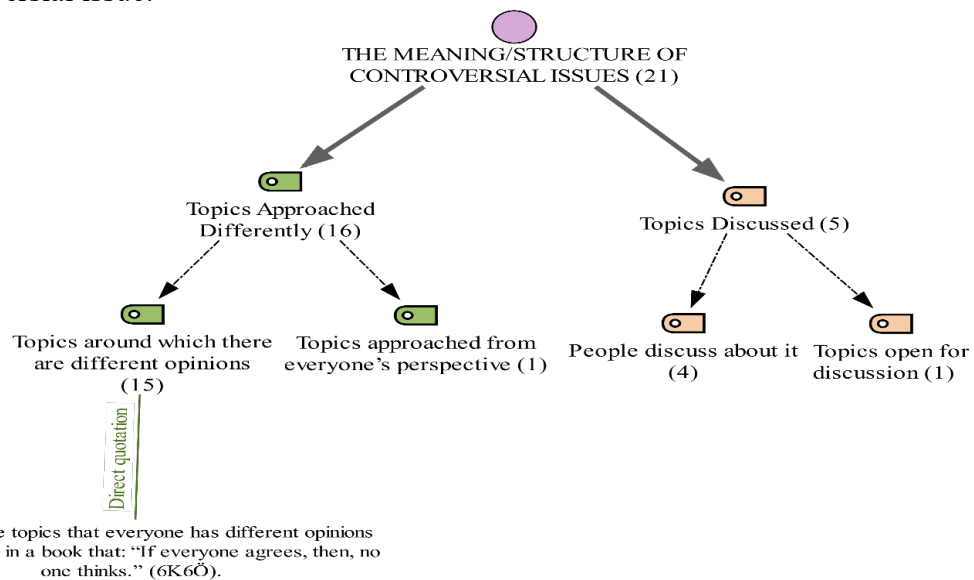 THE MEANING/STRUCTURE OF
CONTROVERSIAL ISSUES (21)
Topics Approached
Differently (16)
Topics Discussed (5)
Topics around which there
are different opinions
(15)
Topics approached from
everyone’s perspective (1)
People discuss about it
(4)
Topics open for
discussion (1)
Direct quotation
topics that everyone has different opinions
in a book that: “If everyone agrees, then, no
one thinks.” (6K6Ö).